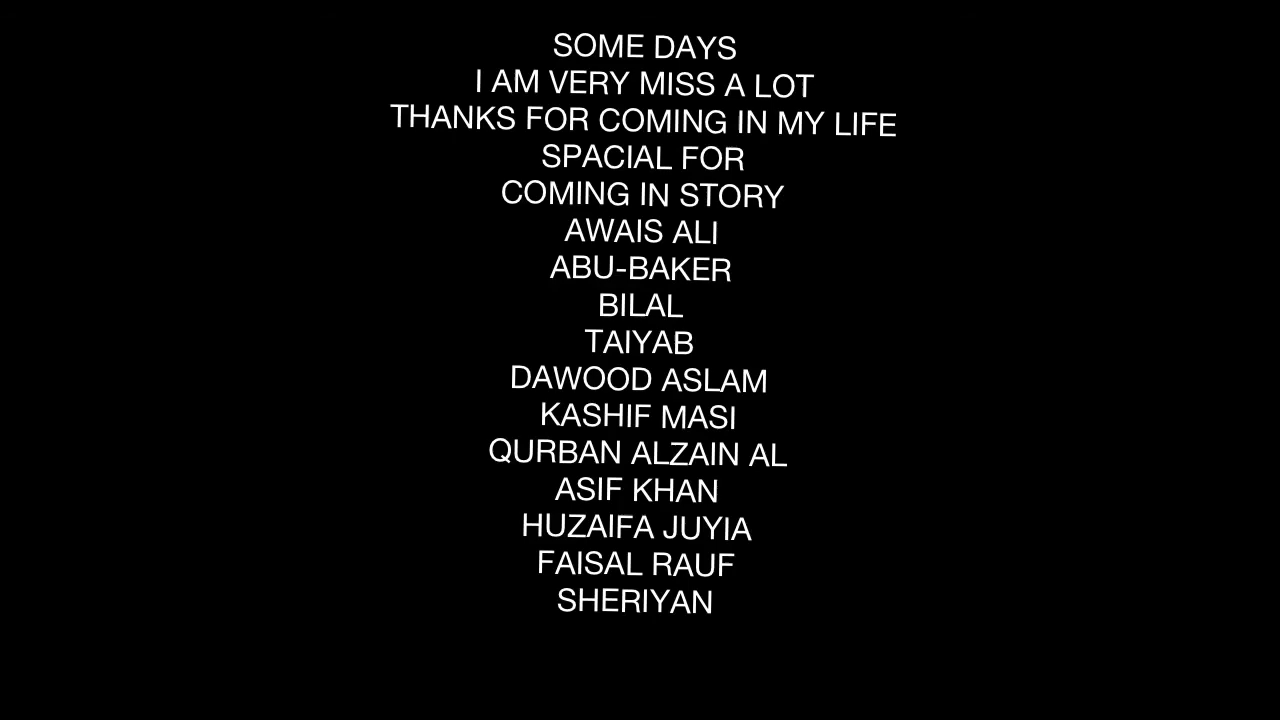 SOME DAYS
I AM VERY MISS A LOT
THANKS FOR COMING IN MY LIFE
SPACIAL FOR
COMING IN STORY
AWAIS ALI
ABU-BAKER
BILAL
TAIYAB
DAWOOD ASLAM
KASHIF MASI
QURBAN ALZAIN AL
ASIF KHAN
HUZAIFA JUYIA
FAISAL RAUF
SHERIYAN